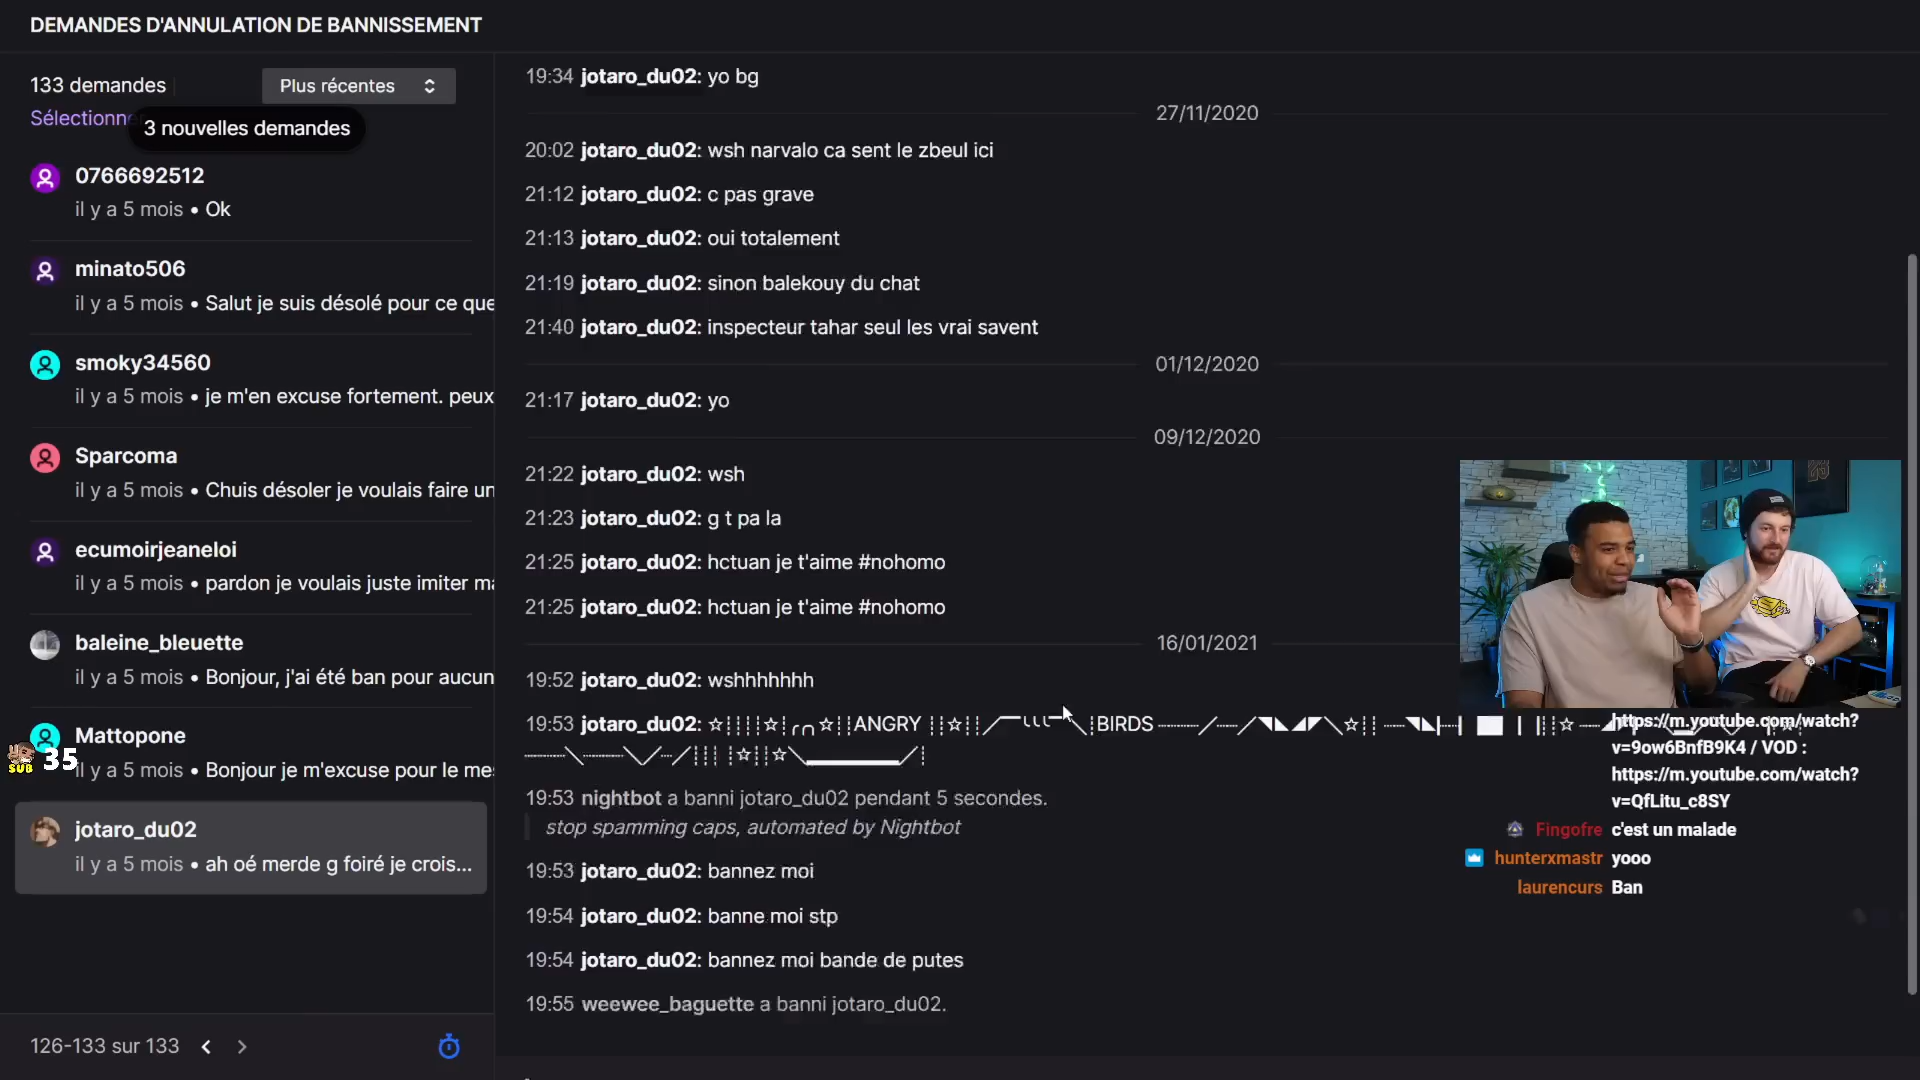 DEMANDES D'ANNULATION DE BANNISSEMENT
133 demandes
Plus récentes
Sélectionne
3 nouvelles demandes
0766692512
il y a 5 mois • Ok
minato506
il y a 5 mois • Salut je suis désolé pour ce que
smoky34560
il y a 5 mois • je m'en excuse fortement. peux
Sparcoma
il y a 5 mois • Chuis désoler je voulais faire un
ecumoirjeaneloi
il y a 5 mois • pardon je voulais juste imiter ma
baleine_bleuette
il y a 5 mois • Bonjour, j'ai été ban pour aucun
Mattopone
il y a 5 mois • Bonjour je m'excuse pour le mes
SUB 35
jotaro_du02
il y a 5 mois • ah oé merde g foiré je crois...
126-133 sur 133
19:34 jotaro_du02: yo bg
27/11/2020
20:02 jotaro_du02: wsh narvalo ca sent le zbeul ici
21:12 jotaro_du02: c pas grave
21:13 jotaro_du02: oui totalement
21:19 jotaro_du02: sinon balekouy du chat
21:40 jotaro_du02: inspecteur tahar seul les vrai savent
01/12/2020
21:17 jotaro_du02: yo
09/12/2020
21:22 jotaro_du02: wsh
21:23 jotaro_du02: g t pa la
21:25 jotaro_du02: hctuan je t'aime #nohomo
21:25 jotaro_du02: hctuan je t'aime #nohomo
16/01/2021
19:52 jotaro_du02: wshhhhhhh
19:53 jotaro_du02: ANGRY BIRDS
19:53 nightbot a banni jotaro_du02 pendant 5 secondes.
stop spamming caps, automated by Nightbot
19:53 jotaro_du02: bannez moi
19:54 jotaro_du02: banne moi stp
19:54 jotaro_du02: bannez moi bande de putes
19:55 weewee_baguette a banni jotaro_du02.
23
https://m.youtube.com/watch?
v=9ow6BnfB9K4 / VOD :
https://m.youtube.com/watch?
v=QfLitu_c8SY
Fingofre c'est un malade
hunterxmastr yooo
laurencurs Ban